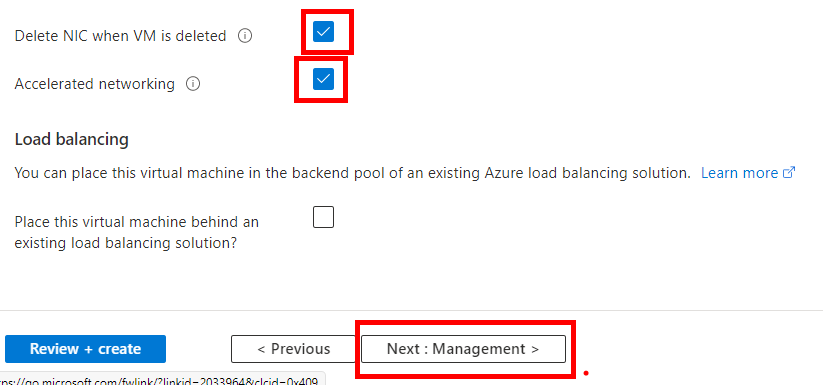 Delete NIC when VM is deleted
Accelerated networking
Load balancing
You can place this virtual machine in the backend pool of an existing Azure load balancing solution. Learn more
Place this virtual machine behind an
existing load balancing solution?
Review + create < Previous Next : Management >
tps://go.microsoft.com/fwlink/?linkid=2033964&clcid=0x409